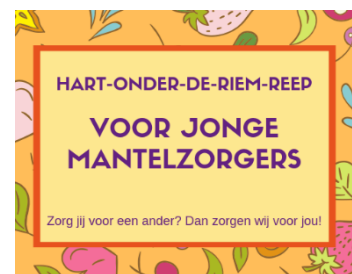 HART-ONDER-DE-RIEM-REEP
VOOR JONGE
MANTELZORGERS
Zorg jij voor een ander? Dan zorgen wij voor jou!